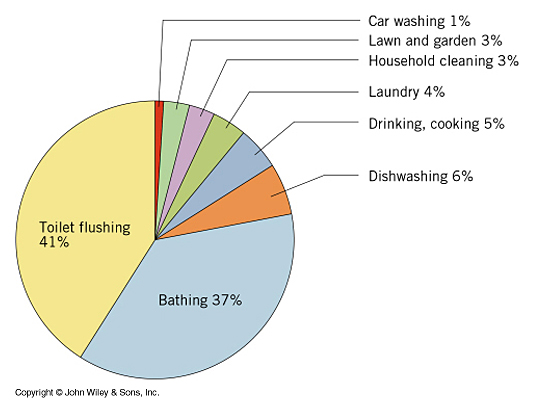 Car washing 1%
Lawn and garden 3%
Household cleaning 3%
Laundry 4%
Drinking, cooking 5%
Dishwashing 6%
Toilet flushing
41%
Bathing 37%
Copyright © John Wiley & Sons, Inc.